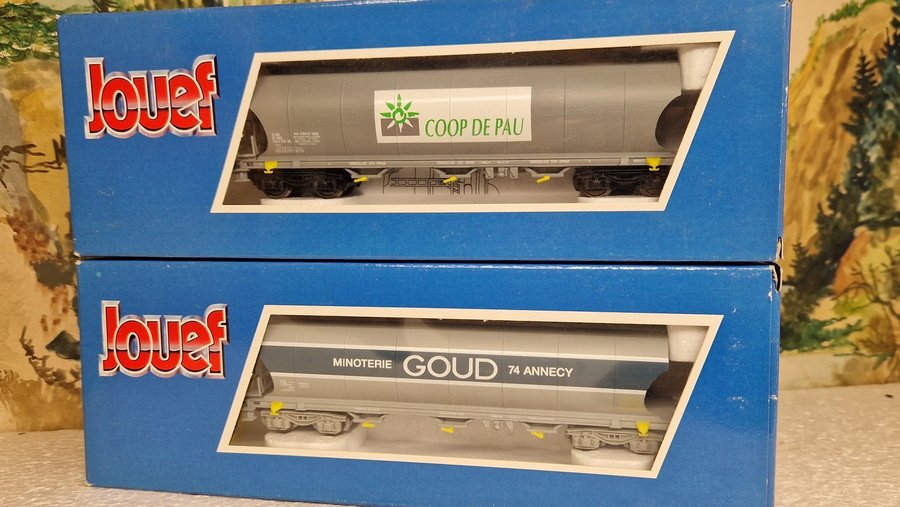 Jouef
COOP DE PAU
Jouef
MINOTERIE GOUD 74 ANNECY